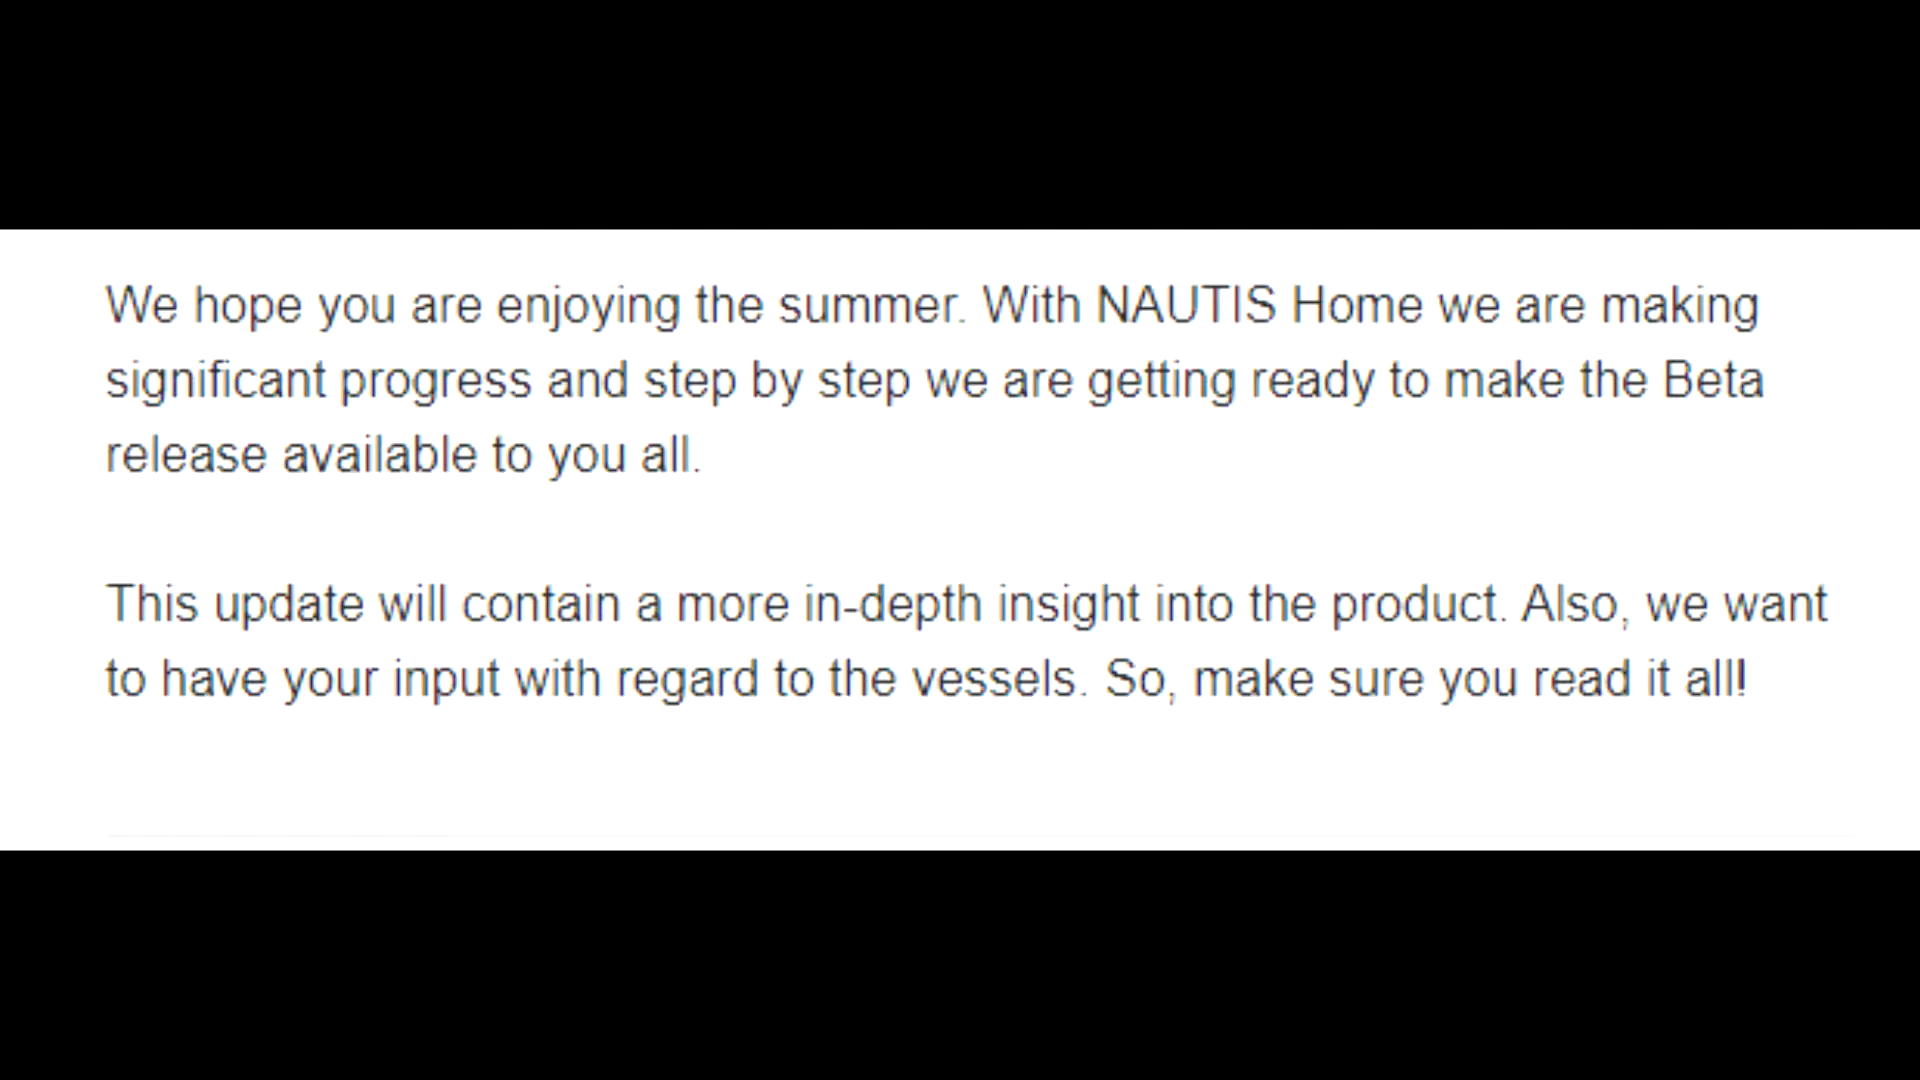 We hope you are enjoying the summer. With NAUTIS Home we are making
significant progress and step by step we are getting ready to make the Beta
release available to you all.
This update will contain a more in-depth insight into the product. Also, we want
to have your input with regard to the vessels. So, make sure you read it all!